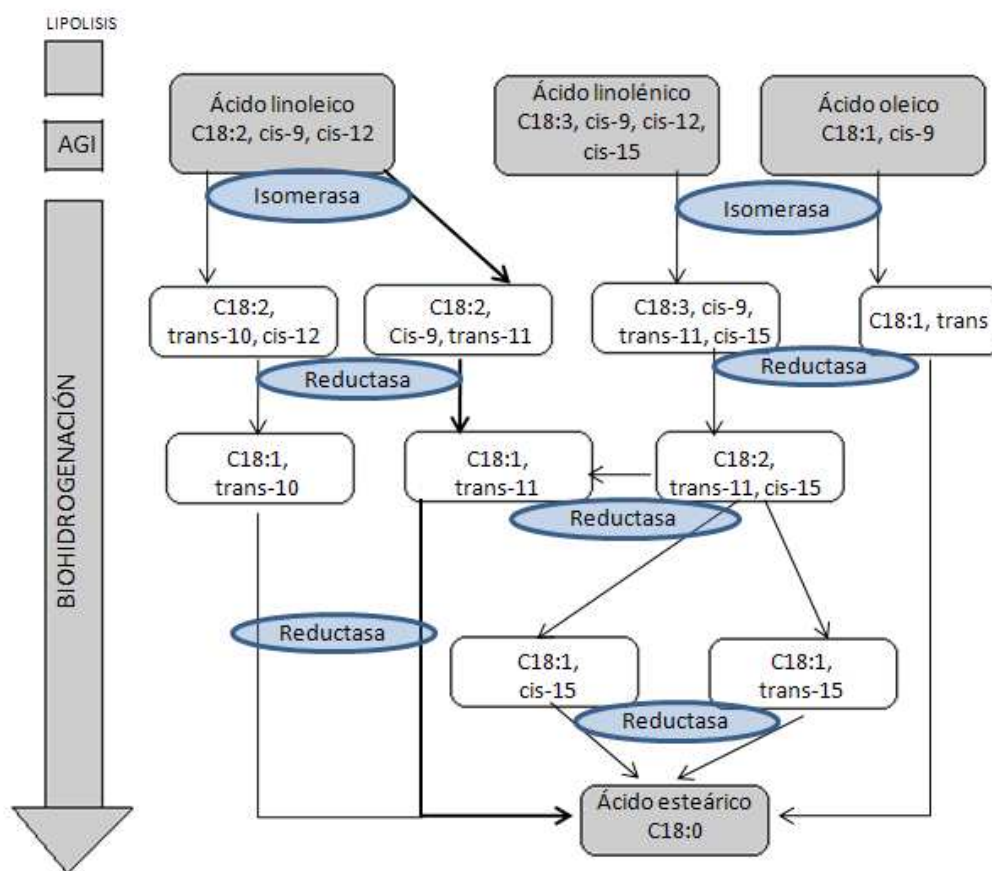 LIPOLISIS
AGI
BIOHIDROGENACIÓN
Ácido linoleico
C18:2, cis-9, cis-12
Ácido linolénico
C18:3, cis-9, cis-12,
cis-15
Ácido oleico
C18:1, cis-9
Isomerasa
Isomerasa
C18:2,
trans-10, cis-12
C18:2,
Cis-9, trans-11
C18:3, cis-9,
trans-11, cis-15
C18:1, trans
Reductasa
Reductasa
C18:1,
trans-10
C18:1,
trans-11
C18:2,
trans-11, cis-15
Reductasa
Reductasa
C18:1,
cis-15
C18:1,
trans-15
Reductasa
Ácido esteárico
C18:0